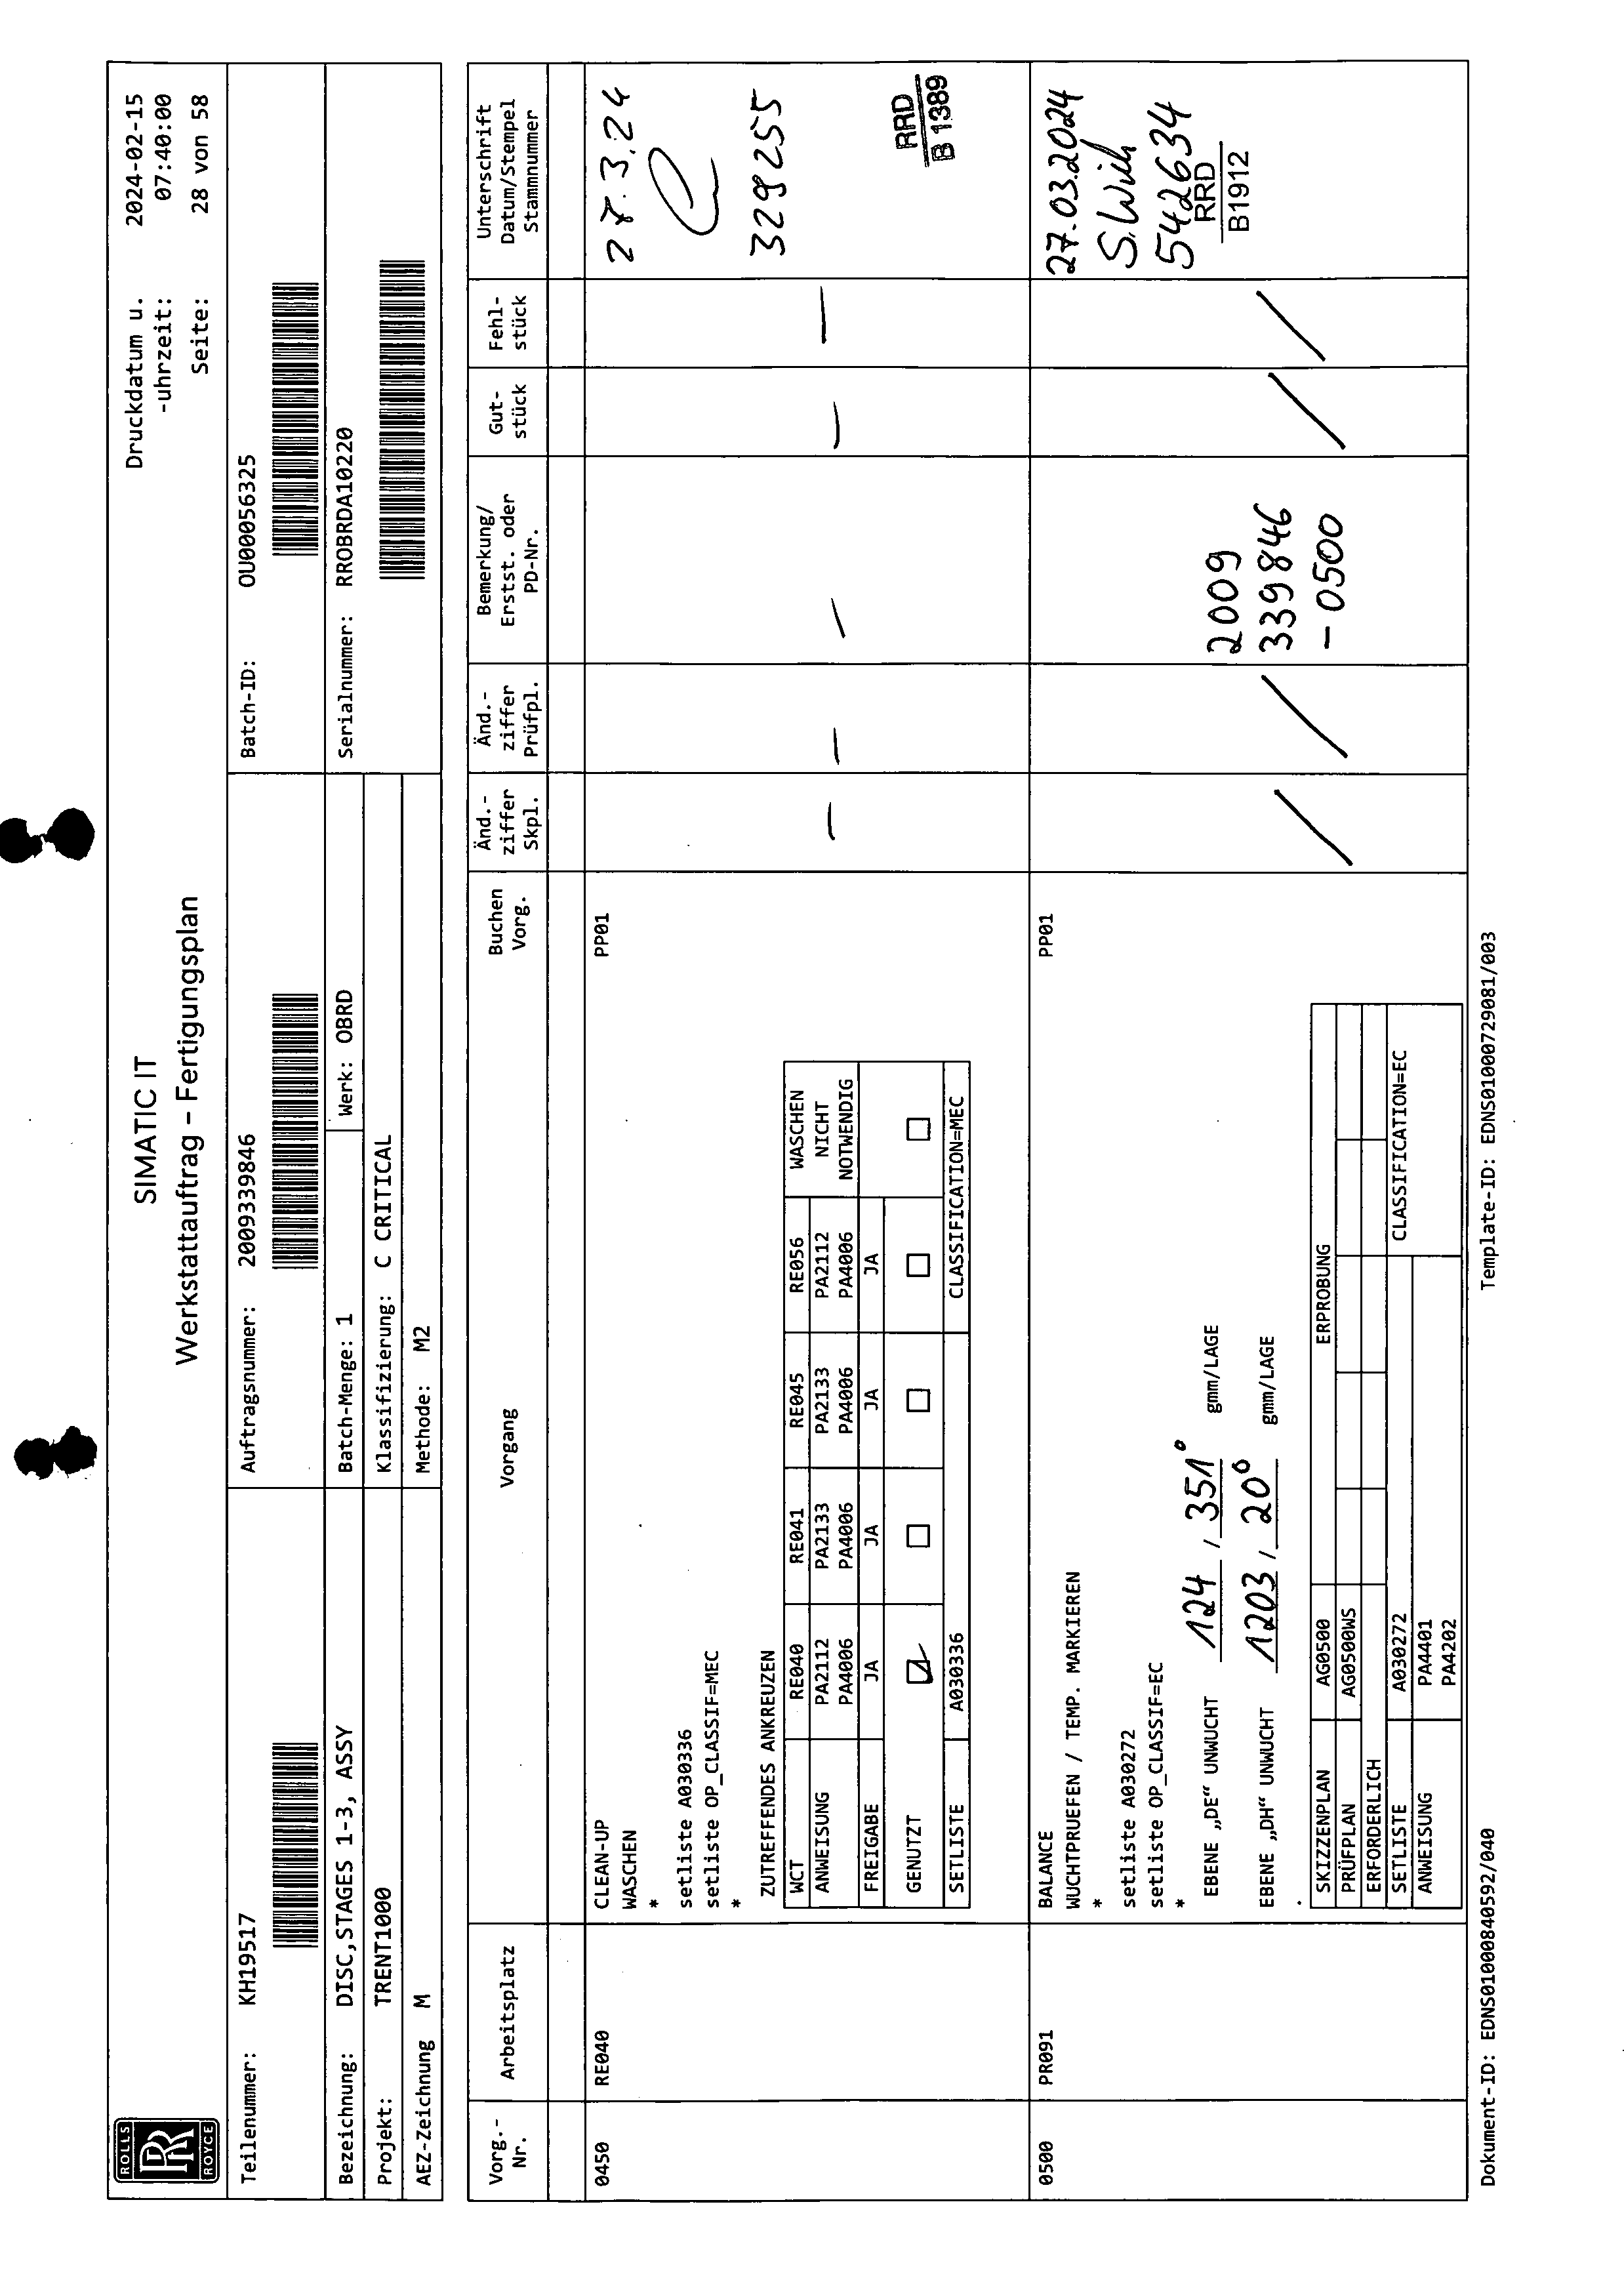 ROLLS
RR
ROYCE
SIMATIC IT
Werkstattauftrag – Fertigungsplan
Druckdatum u. 2024-02-15
-uhrzeit: 07:40:00
Seite: 28 von 58
Teilenummer: KH19517
Auftragsnummer: 2009339846
Batch-ID: OU00056325
Bezeichnung: DISC,STAGES 1-3, ASSY
Batch-Menge: 1
Werk: OBRD
Serialnummer: RROBRDA10220
Projekt: TRENT1000
Klassifizierung: C CRITICAL
AEZ-Zeichnung M
Methode: M2
Vorg.-
Nr.
Arbeitsplatz
Vorgang
Buchen
Vorg.
Änd.-
ziffer
Skpl.
Änd.-
ziffer
Prüfpl.
Bemerkung/
Erstst. oder
PD-Nr.
Gut-
stück
Fehl-
stück
Unterschrift
Datum/Stempel
Stammnummer
0450 RE040 CLEAN-UP PP01
WASCHEN
*
setliste A030336
setliste OP_CLASSIF=MEC
*
ZUTREFFENDES ANKREUZEN
WCT RE040 RE041 RE045 RE056 WASCHEN
NICHT
NOTWENDIG
ANWEISUNG PA2112 PA2133 PA2133 PA2112
PA4006 PA4006 PA4006 PA4006
FREIGABE JA JA JA JA
GENUTZT ☑ ☐ ☐ ☐ ☐
SETLISTE A030336 CLASSIFICATION=MEC
— — — — —
27.3.24
329255
RRD
B 1389
0500 PR091 BALANCE PP01
WUCHTPRUEFEN / TEMP. MARKIEREN
*
setliste A030272
setliste OP_CLASSIF=EC
*
EBENE „DE“ UNWUCHT 124 / 351° gmm/LAGE
EBENE „DH“ UNWUCHT 1203 / 20° gmm/LAGE
.
SKIZZENPLAN AG0500 ERPROBUNG
PRÜFPLAN AG0500WS
ERFORDERLICH
SETLISTE A030272 CLASSIFICATION=EC
ANWEISUNG PA4401
PA4202
/ /
2009
339846
- 0500
/ /
27.03.2024
542634
RRD
B1912
Dokument-ID: EDNS01000840592/040
Template-ID: EDNS01000729081/003